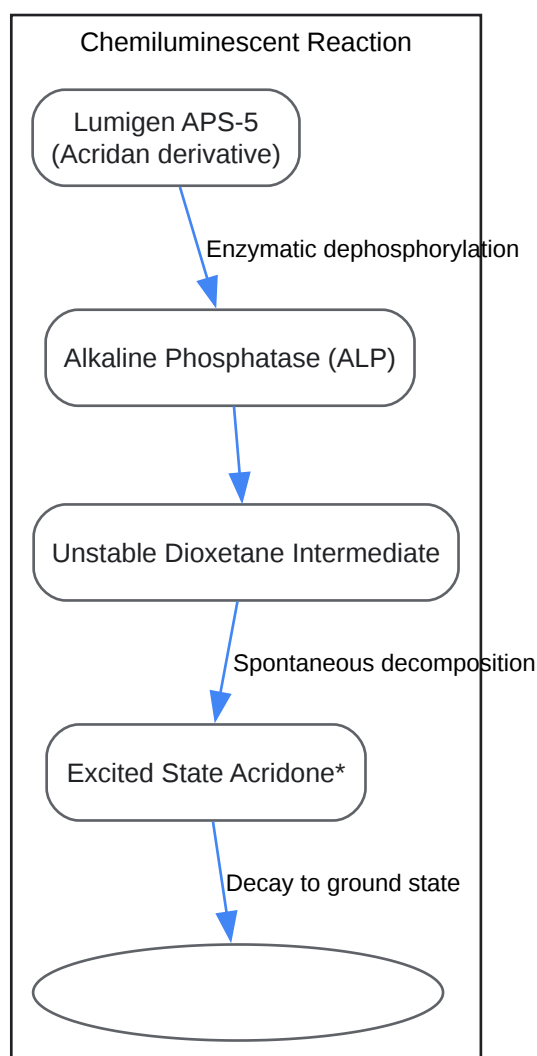 Chemiluminescent Reaction
Lumigen APS-5
(Acridan derivative)
Enzymatic dephosphorylation
Alkaline Phosphatase (ALP)
Unstable Dioxetane Intermediate
Spontaneous decomposition
Excited State Acridone*
Decay to ground state